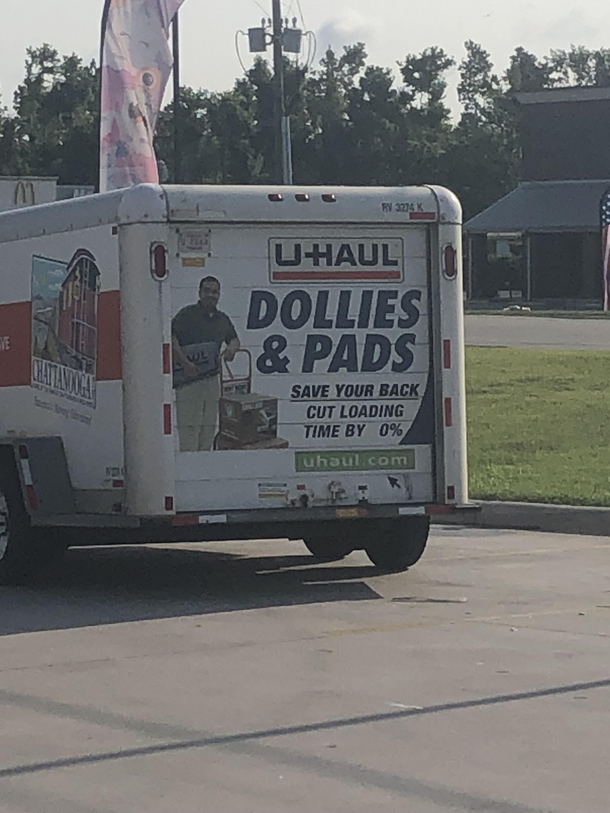 RV 3274 K
U-HAUL
DOLLIES
& PADS
SAVE YOUR BACK
CUT LOADING
TIME BY 0%
uhaul.com
CHATTANOOGA